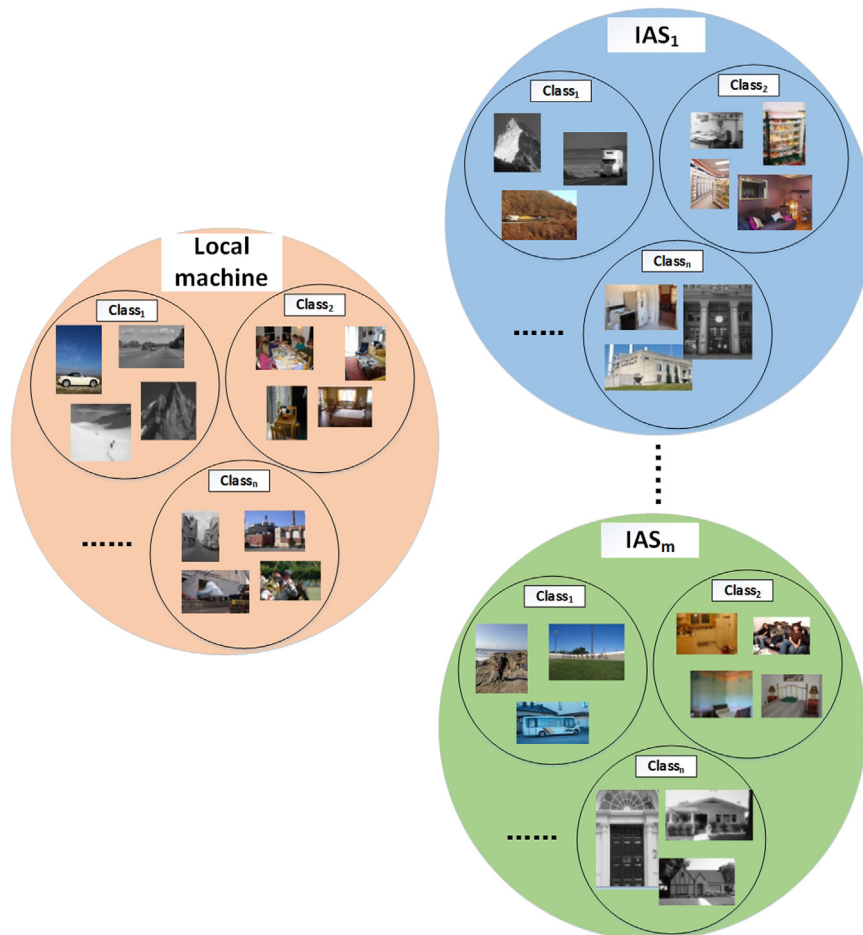 Local
machine
Class₁
Class₂
Classₙ
......
IAS₁
Class₁
Class₂
Classₙ
......
IASₘ
Class₁
Class₂
Classₙ
......